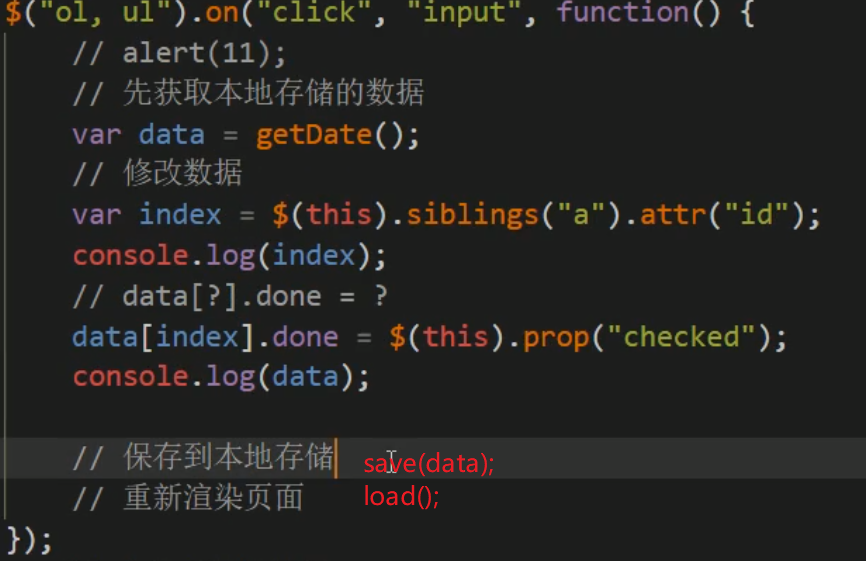 $("ol, ul").on("click", "input", function() {
// alert(11);
// 先获取本地存储的数据
var data = getDate();
// 修改数据
var index = $(this).siblings("a").attr("id");
console.log(index);
// data[?].done = ?
data[index].done = $(this).prop("checked");
console.log(data);
// 保存到本地存储 save(data);
// 重新渲染页面 load();
});